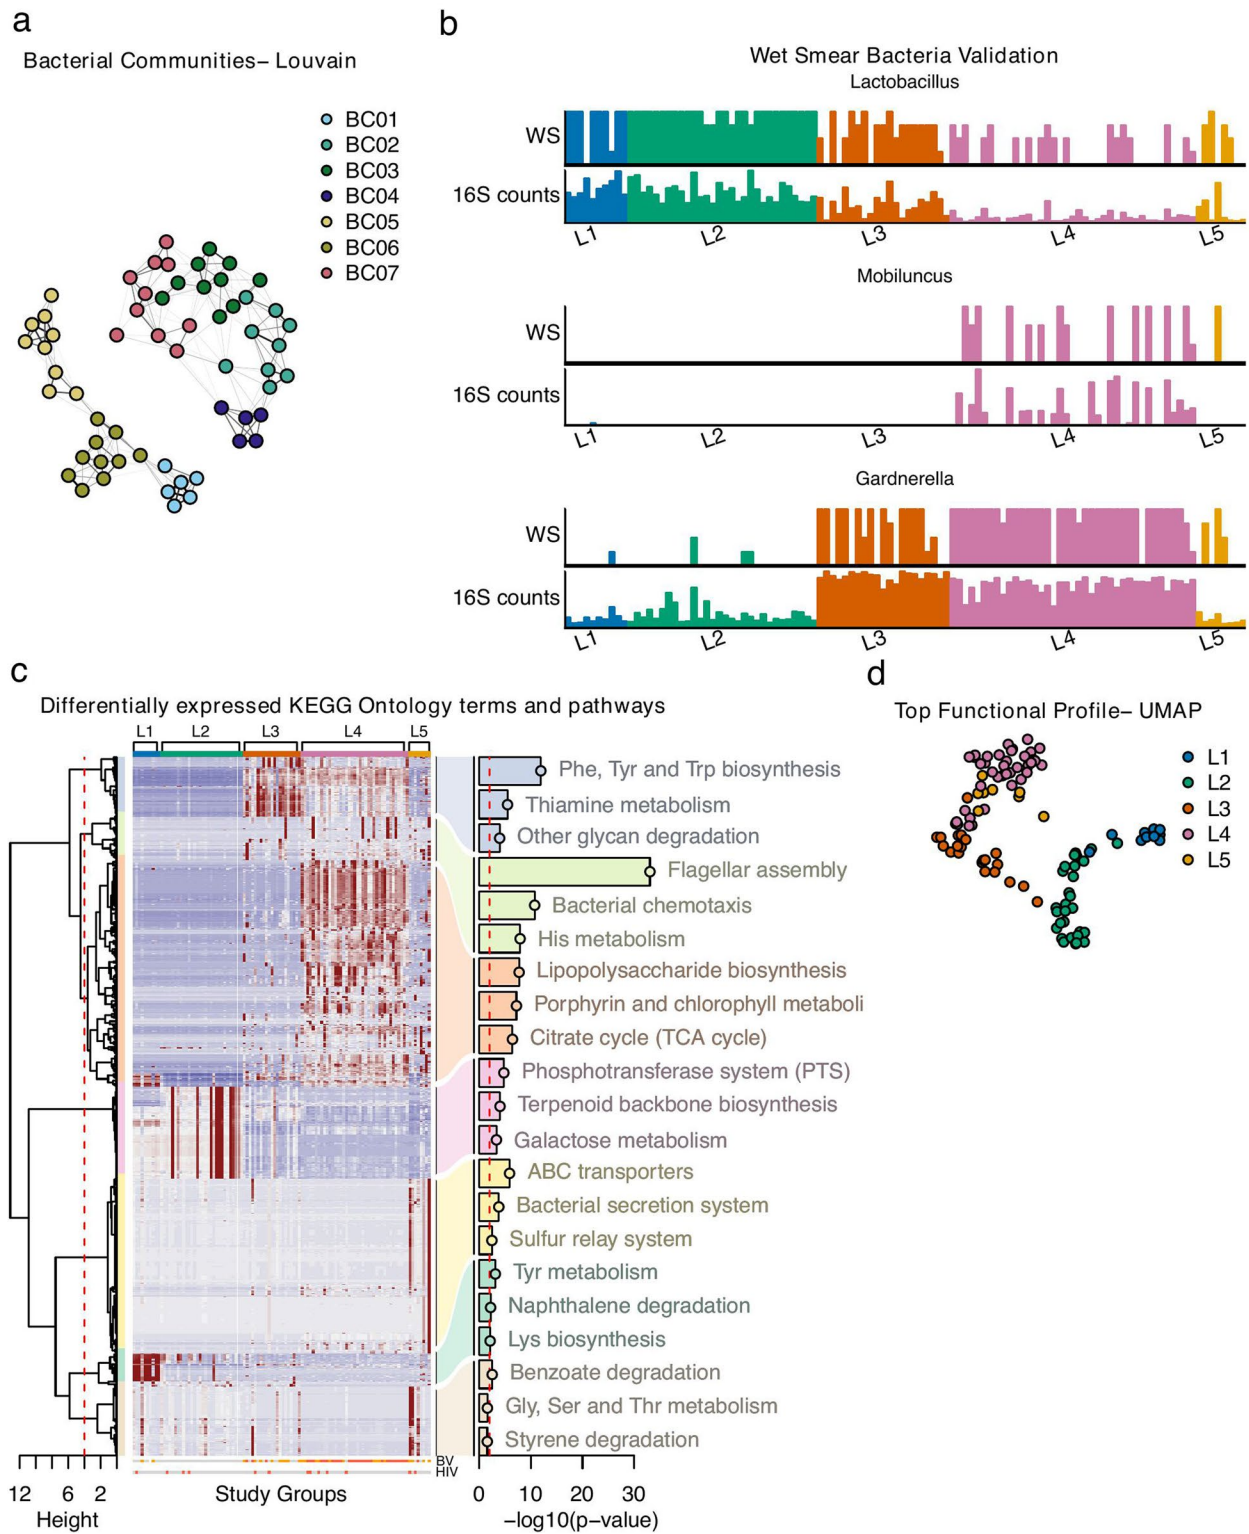 a
Bacterial Communities– Louvain
BC01
BC02
BC03
BC04
BC05
BC06
BC07
b
Wet Smear Bacteria Validation
Lactobacillus
WS
16S counts
L1 L2 L3 L4 L5
Mobiluncus
WS
16S counts
L1 L2 L3 L4 L5
Gardnerella
WS
16S counts
L1 L2 L3 L4 L5
c
Differentially expressed KEGG Ontology terms and pathways
L1 L2 L3 L4 L5
Phe, Tyr and Trp biosynthesis
Thiamine metabolism
Other glycan degradation
Flagellar assembly
Bacterial chemotaxis
His metabolism
Lipopolysaccharide biosynthesis
Porphyrin and chlorophyll metaboli
Citrate cycle (TCA cycle)
Phosphotransferase system (PTS)
Terpenoid backbone biosynthesis
Galactose metabolism
ABC transporters
Bacterial secretion system
Sulfur relay system
Tyr metabolism
Naphthalene degradation
Lys biosynthesis
Benzoate degradation
Gly, Ser and Thr metabolism
Styrene degradation
BV
HIV
12 6 2
Height
Study Groups
0 10 20 30
−log10(p−value)
d
Top Functional Profile– UMAP
L1
L2
L3
L4
L5